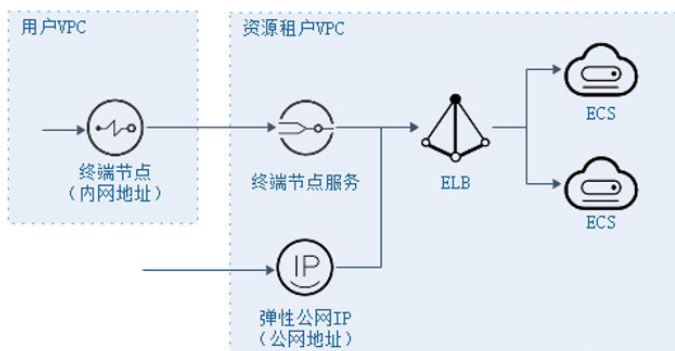 用户VPC
资源租户VPC
终端节点
（内网地址）
终端节点服务
ELB
ECS
ECS
IP
弹性公网IP
（公网地址）